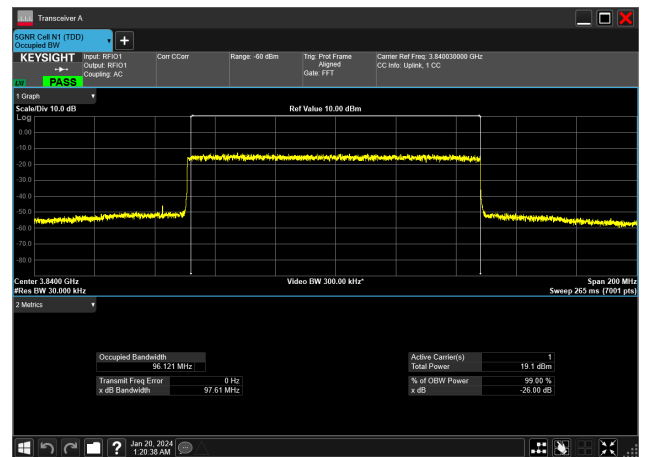 Transceiver A
5GNR Cell N1 (TDD)
Occupied BW
KEYSIGHT
PASS
Input: RFIO1
Output: RFIO1
Coupling: AC
Corr CCorr
Range: -60 dBm
Trig: Prot Frame
Aligned
Gate: FFT
Carrier Ref Freq: 3.840030000 GHz
CC Info: Uplink, 1 CC
1 Graph
Scale/Div 10.0 dB
Ref Value 10.00 dBm
Log
0.00
-10.0
-20.0
-30.0
-40.0
-50.0
-60.0
-70.0
-80.0
Center 3.8400 GHz
Video BW 300.00 kHz*
Span 200 MHz
#Res BW 30.000 kHz
Sweep 265 ms (7001 pts)
2 Metrics
Occupied Bandwidth
96.121 MHz
Transmit Freq Error 0 Hz
x dB Bandwidth 97.61 MHz
Active Carrier(s) 1
Total Power 19.1 dBm
% of OBW Power 99.00 %
x dB -26.00 dB
?
Jan 20, 2024
1:20:38 AM